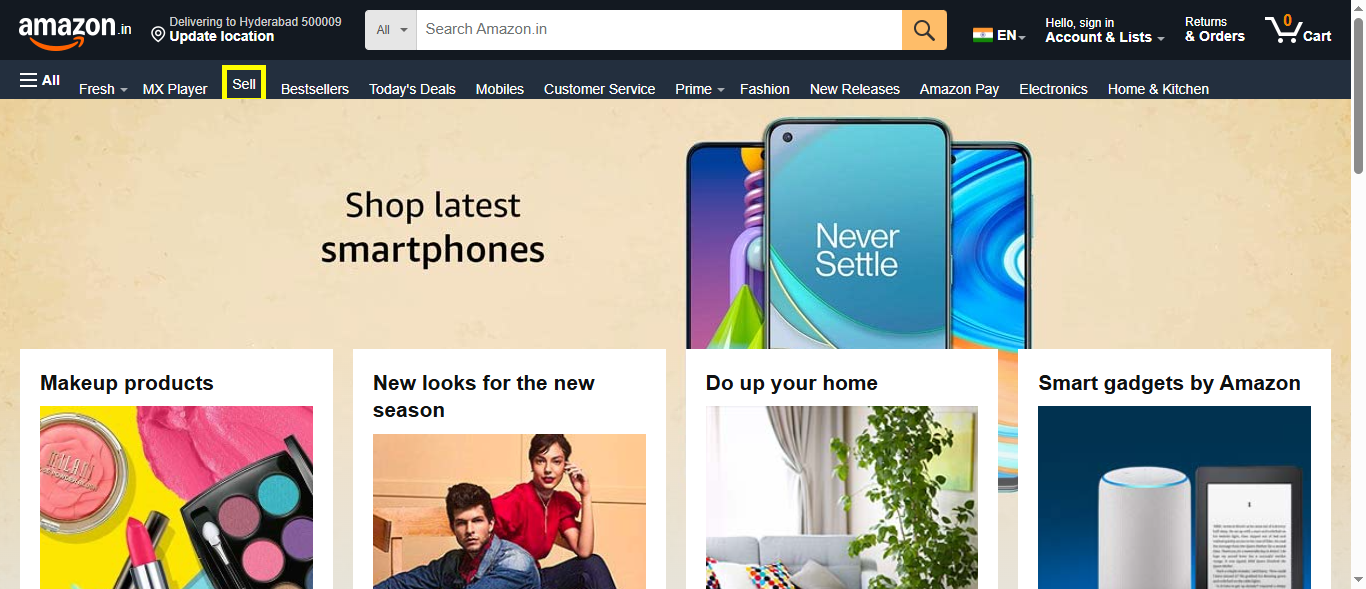 amazon.in
Delivering to Hyderabad 500009
Update location
All
Search Amazon.in
EN
Hello, sign in
Account & Lists
Returns
& Orders
0
Cart
All
Fresh
MX Player
Sell
Bestsellers
Today's Deals
Mobiles
Customer Service
Prime
Fashion
New Releases
Amazon Pay
Electronics
Home & Kitchen
Shop latest
smartphones
Never
Settle
Makeup products
New looks for the new
season
Do up your home
Smart gadgets by Amazon
MILANI